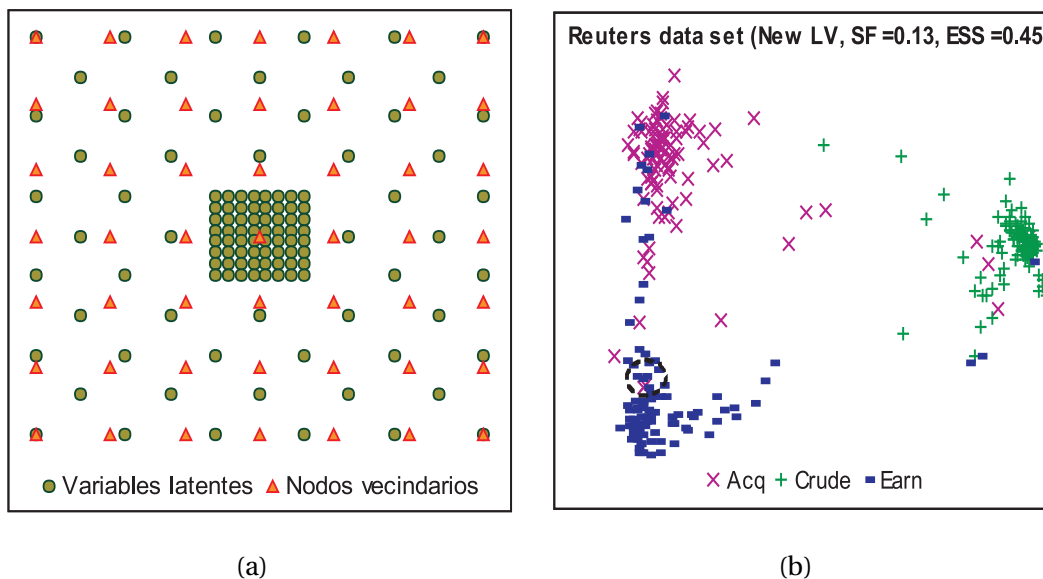 Variables latentes Nodos vecindarios
(a)
Reuters data set (New LV, SF =0.13, ESS =0.45
Acq Crude Earn
(b)